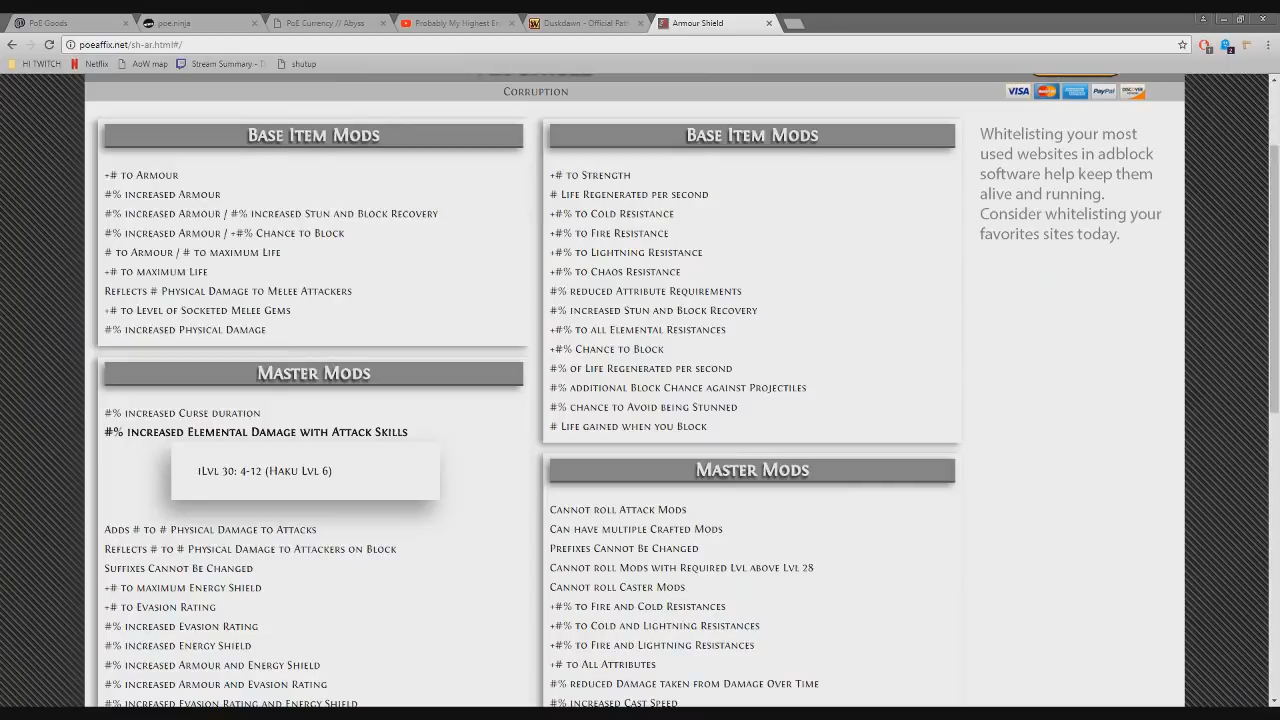 PoE Goods
poe.ninja
PoE Currency // Abyss
Probably My Highest E
Duskdawn - Official Pat
Armour Shield
poeaffix.net/sh-ar.html#/
HI TWITCH
Netflix
AoW map
Stream Summary - T
shutup
Corruption
VISA
PayPal
DISCOVER
Base Item Mods
+# to Armour
#% increased Armour
#% increased Armour / #% increased Stun and Block Recovery
#% increased Armour / +#% Chance to Block
# to Armour / # to maximum Life
+# to maximum Life
Reflects # Physical Damage to Melee Attackers
+# to Level of Socketed Melee Gems
#% increased Physical Damage
Master Mods
#% increased Curse duration
#% increased Elemental Damage with Attack Skills
iLvl 30: 4-12 (Haku Lvl 6)
Adds # to # Physical Damage to Attacks
Reflects # to # Physical Damage to Attackers on Block
Suffixes Cannot Be Changed
+# to maximum Energy Shield
+# to Evasion Rating
#% increased Evasion Rating
#% increased Energy Shield
#% increased Armour and Energy Shield
#% increased Armour and Evasion Rating
#% increased Evasion Rating and Energy Shield
Base Item Mods
+# to Strength
# Life Regenerated per second
+#% to Cold Resistance
+#% to Fire Resistance
+#% to Lightning Resistance
+#% to Chaos Resistance
#% reduced Attribute Requirements
#% increased Stun and Block Recovery
+#% to all Elemental Resistances
+#% Chance to Block
#% of Life Regenerated per second
#% additional Block Chance against Projectiles
#% chance to Avoid being Stunned
# Life gained when you Block
Master Mods
Cannot roll Attack Mods
Can have multiple Crafted Mods
Prefixes Cannot Be Changed
Cannot roll Mods with Required Lvl above Lvl 28
Cannot roll Caster Mods
+#% to Fire and Cold Resistances
+#% to Cold and Lightning Resistances
+#% to Fire and Lightning Resistances
+# to All Attributes
#% reduced Damage taken from Damage Over Time
#% increased Cast Speed
Whitelisting your most
used websites in adblock
software help keep them
alive and running.
Consider whitelisting your
favorites sites today.